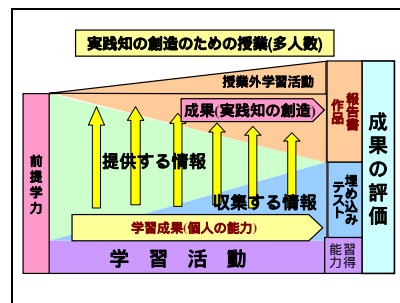 実践知の創造のための授業(多人数)
授業外学習活動
成果(実践知の創造)
提供する情報
収集する情報
学習成果(個人の能力)
学習活動
前提学力
報告書
作品
埋め込み
テスト
習得
能力
成果の評価